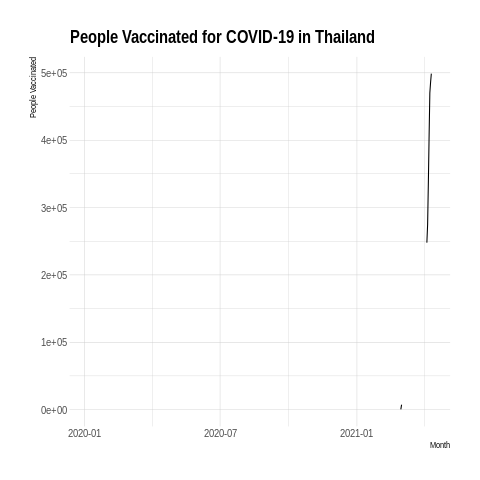 People Vaccinated for COVID-19 in Thailand
People Vaccinated
5e+05
4e+05
3e+05
2e+05
1e+05
0e+00
2020-01
2020-07
2021-01
Month